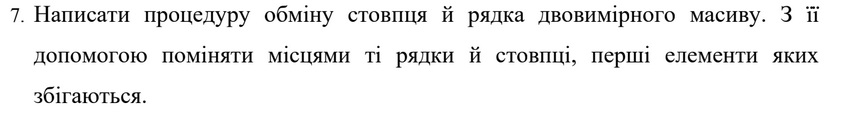 7. Написати процедуру обміну стовпця й рядка двовимірного масиву. З її
допомогою поміняти місцями ті рядки й стовпці, перші елементи яких
збігаються.